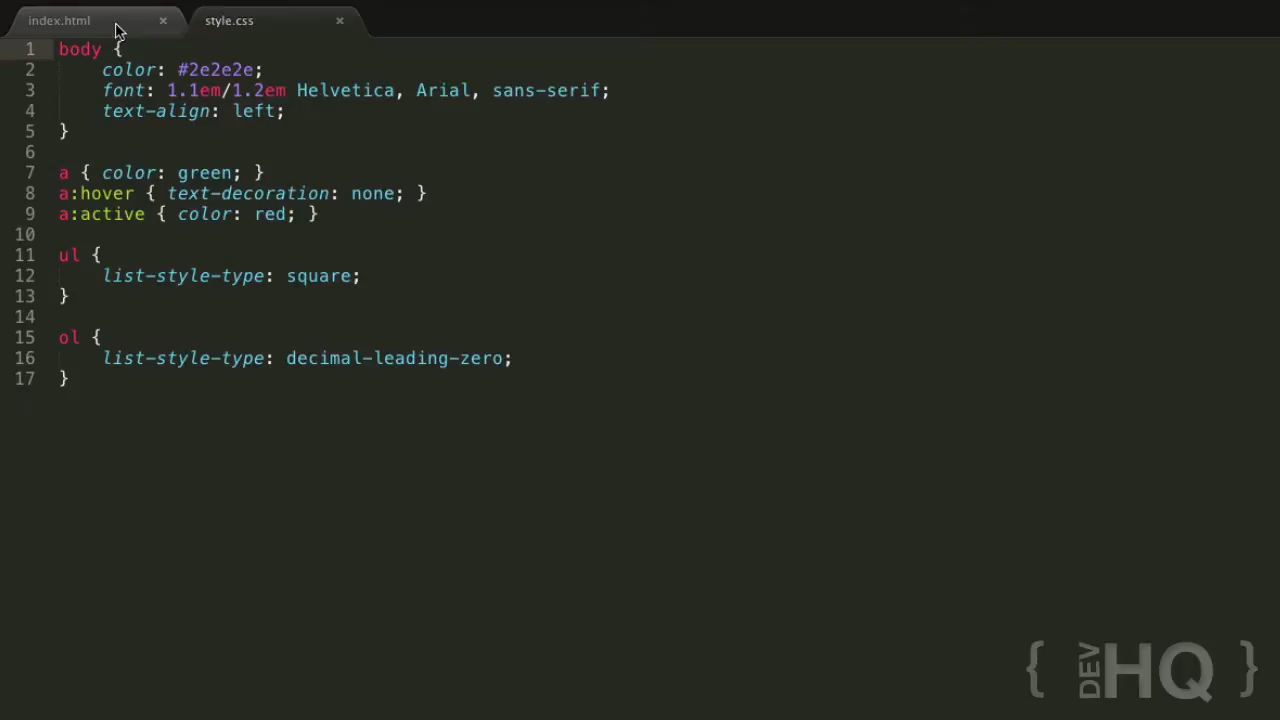 index.html × style.css ×
1 body {
2 color: #2e2e2e;
3 font: 1.1em/1.2em Helvetica, Arial, sans-serif;
4 text-align: left;
5 }
6
7 a { color: green; }
8 a:hover { text-decoration: none; }
9 a:active { color: red; }
10
11 ul {
12 list-style-type: square;
13 }
14
15 ol {
16 list-style-type: decimal-leading-zero;
17 }
{ DEV HQ }